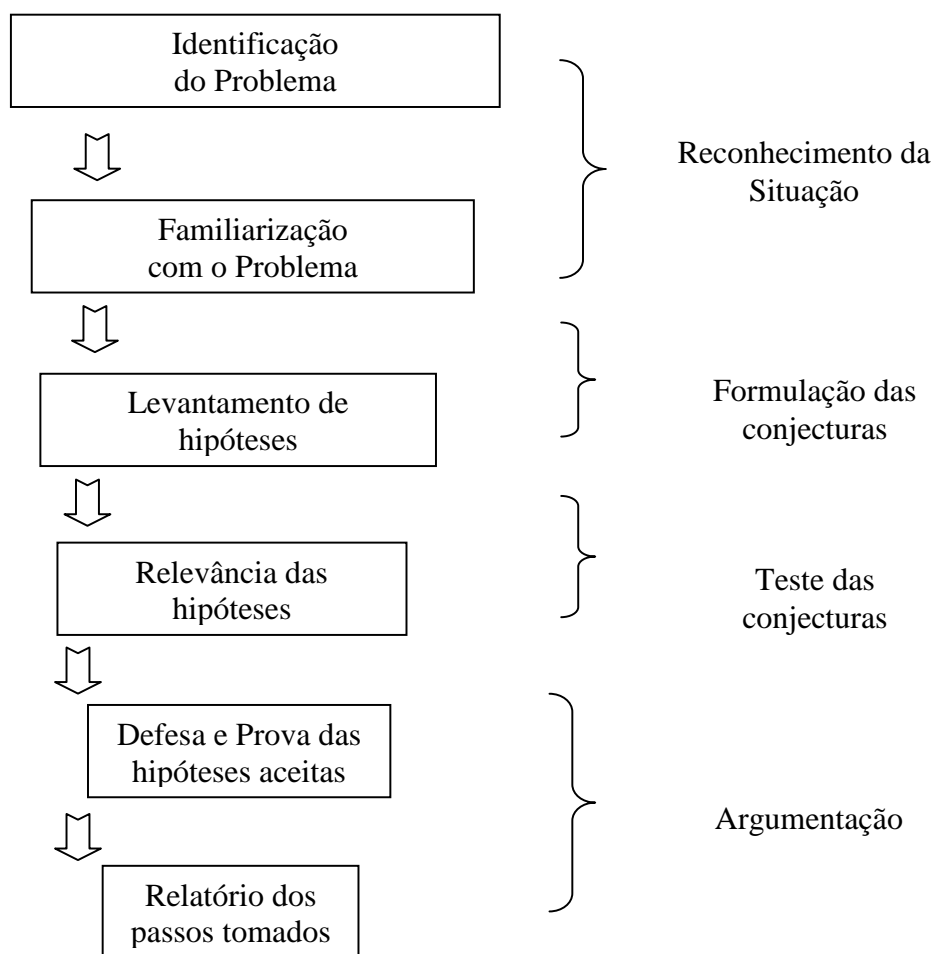 Identificação
do Problema
Reconhecimento da
Situação
Familiarização
com o Problema
Levantamento de
hipóteses
Formulação das
conjecturas
Relevância das
hipóteses
Teste das
conjecturas
Defesa e Prova das
hipóteses aceitas
Argumentação
Relatório dos
passos tomados